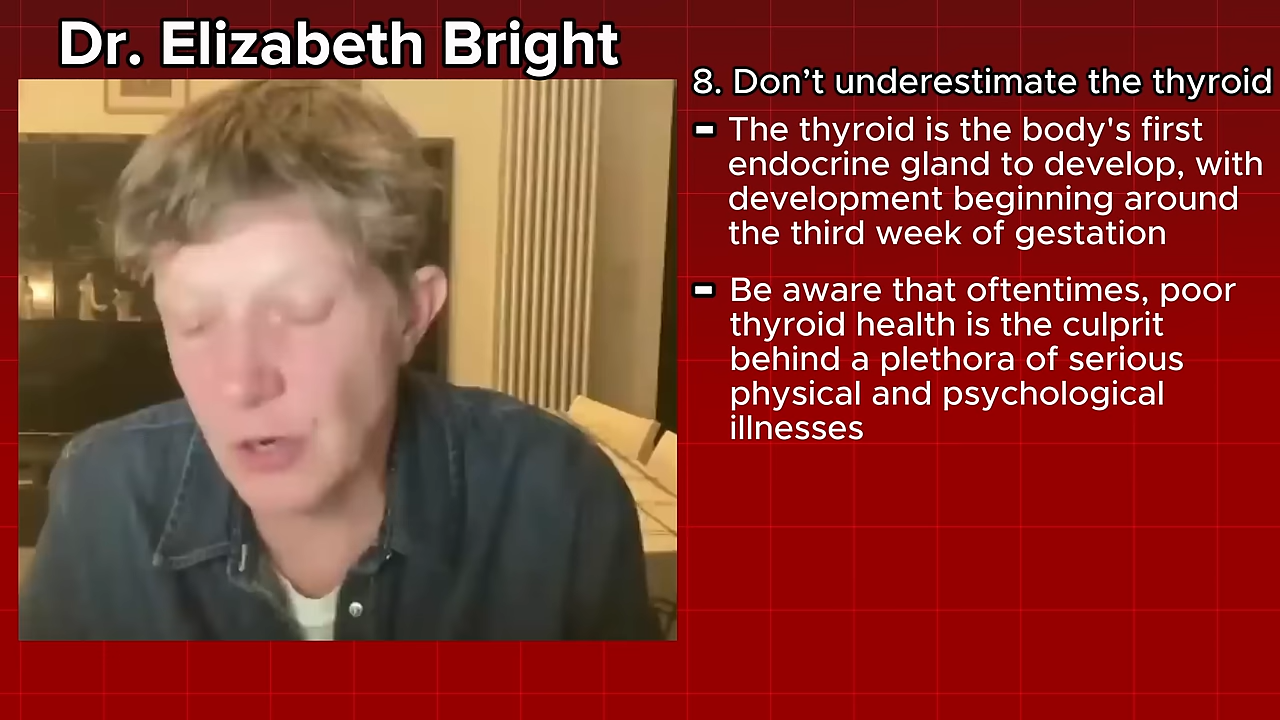 Dr. Elizabeth Bright
8. Don’t underestimate the thyroid
- The thyroid is the body's first
endocrine gland to develop, with
development beginning around
the third week of gestation
- Be aware that oftentimes, poor
thyroid health is the culprit
behind a plethora of serious
physical and psychological
illnesses